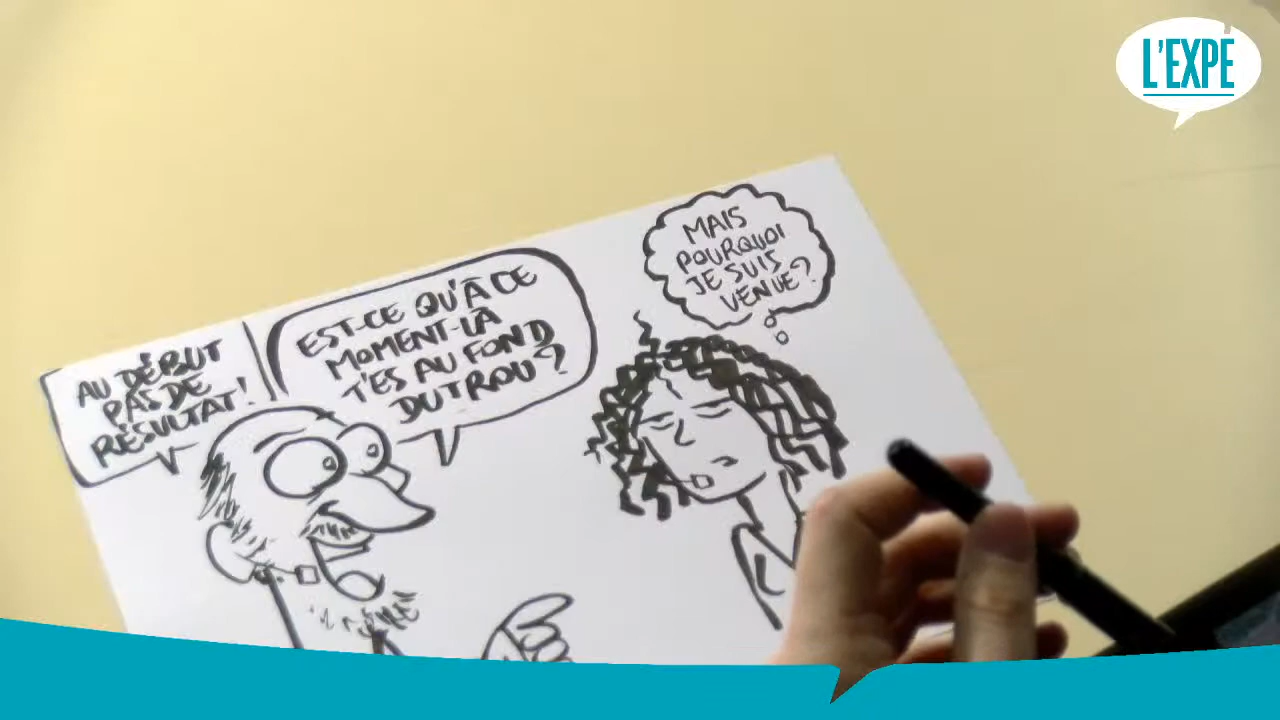 L'EXPÉ
AU DÉBUT
PAS DE
RÉSULTAT!
EST-CE QU'À CE
MOMENT-LÀ
T'ES AU FOND
DU TROU?
MAIS
POURQUOI
JE SUIS
VENUE?